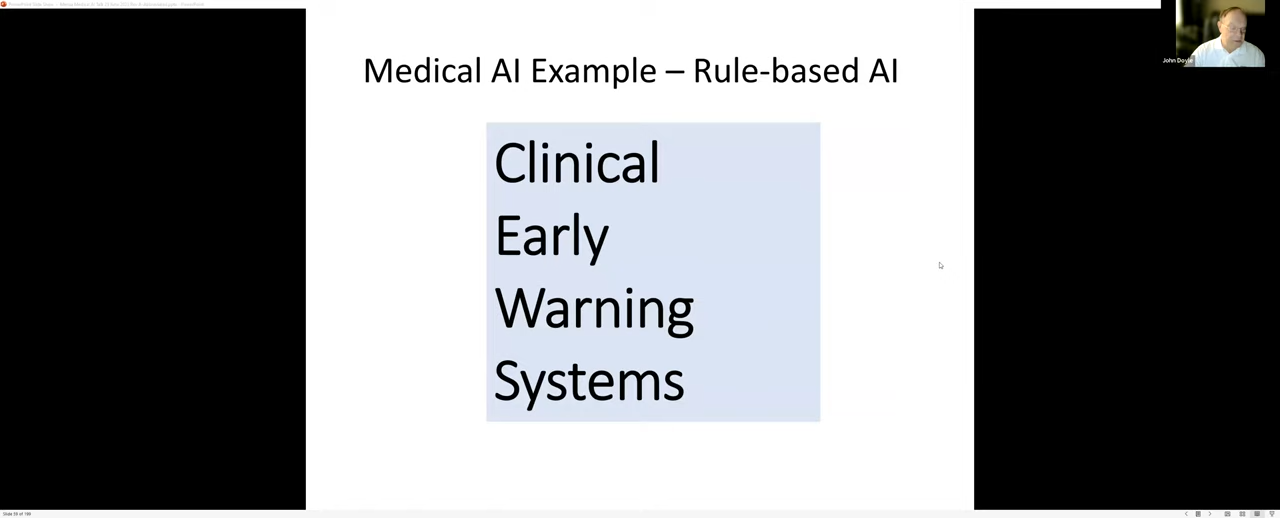 Medical AI Example – Rule-based AI
Clinical
Early
Warning
Systems
John Doyle